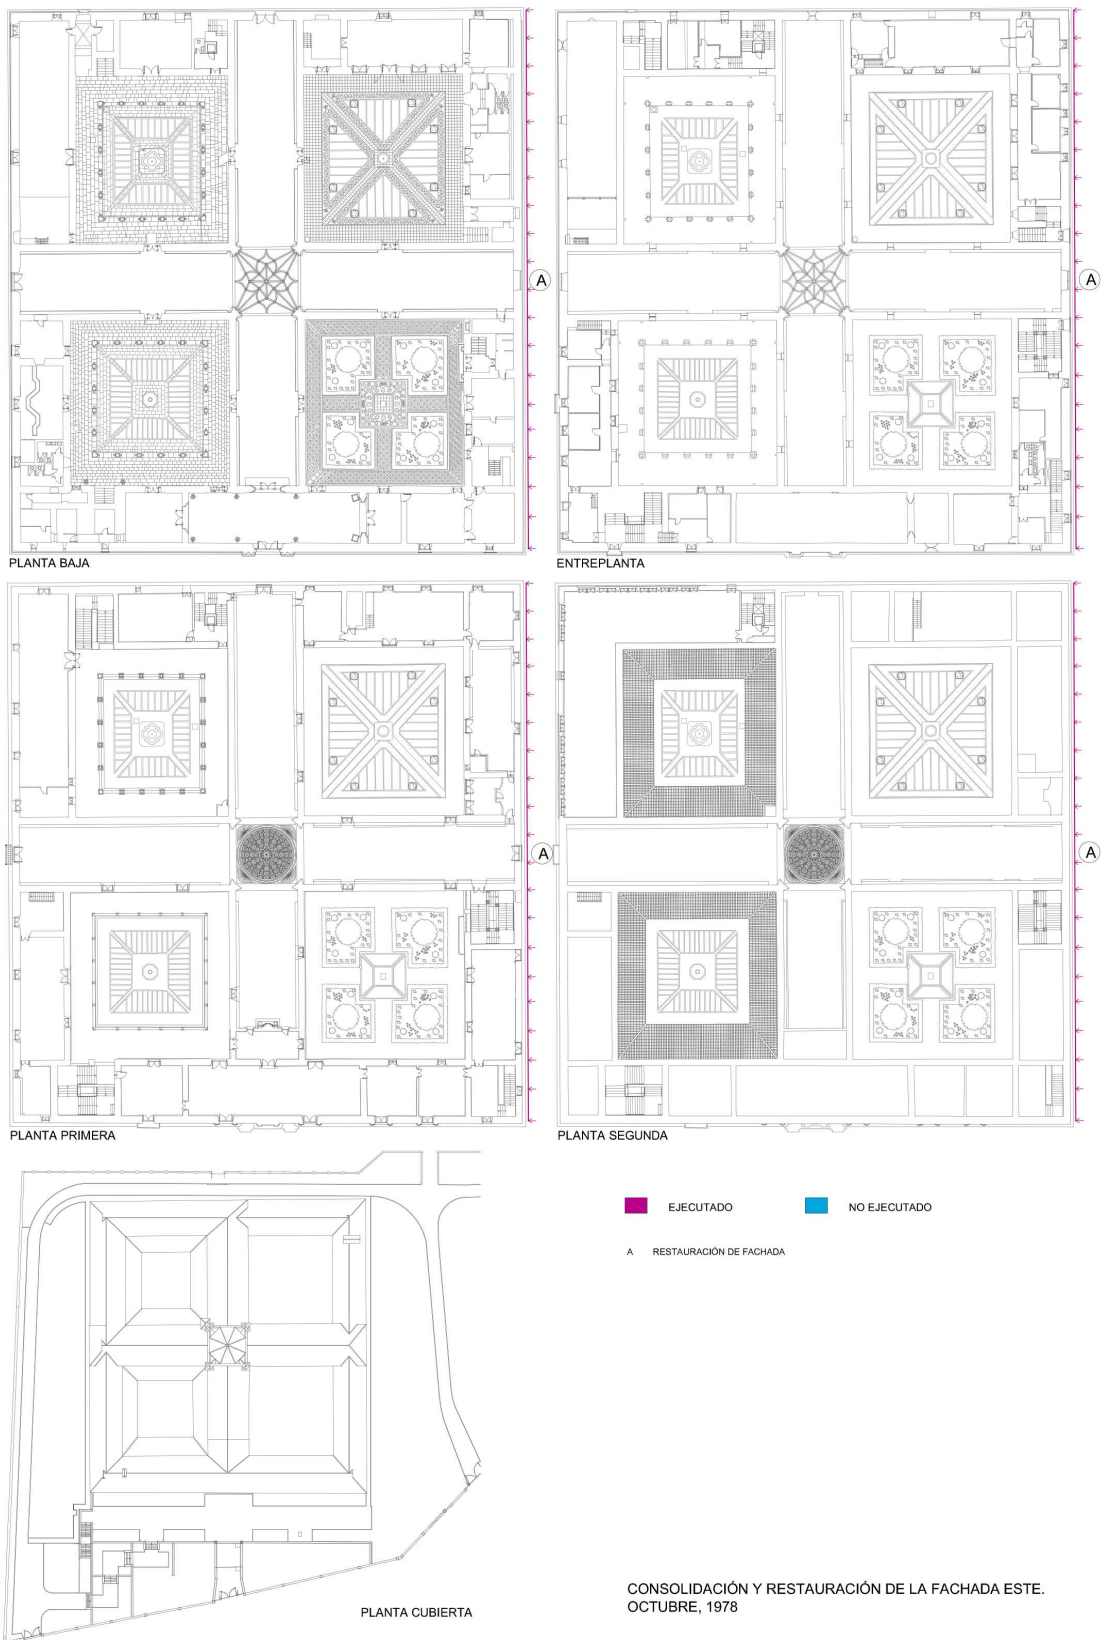 A
A
PLANTA BAJA
ENTREPLANTA
A
A
PLANTA PRIMERA
PLANTA SEGUNDA
EJECUTADO
NO EJECUTADO
A RESTAURACIÓN DE FACHADA
CONSOLIDACIÓN Y RESTAURACIÓN DE LA FACHADA ESTE.
OCTUBRE, 1978
PLANTA CUBIERTA